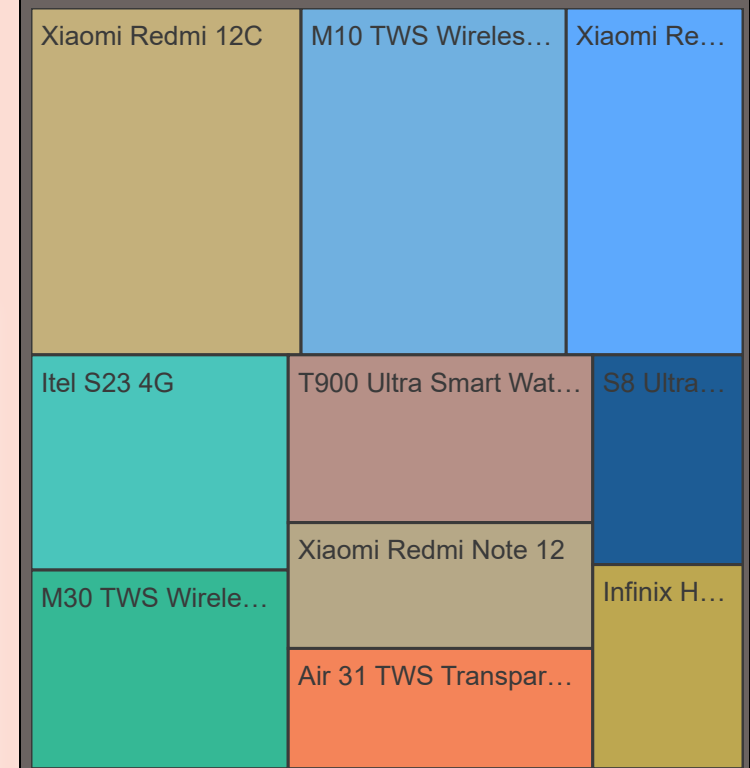 Xiaomi Redmi 12C
M10 TWS Wireles…
Xiaomi Re…
Itel S23 4G
T900 Ultra Smart Wat…
S8 Ultra…
Xiaomi Redmi Note 12
M30 TWS Wirele…
Infinix H…
Air 31 TWS Transpar…